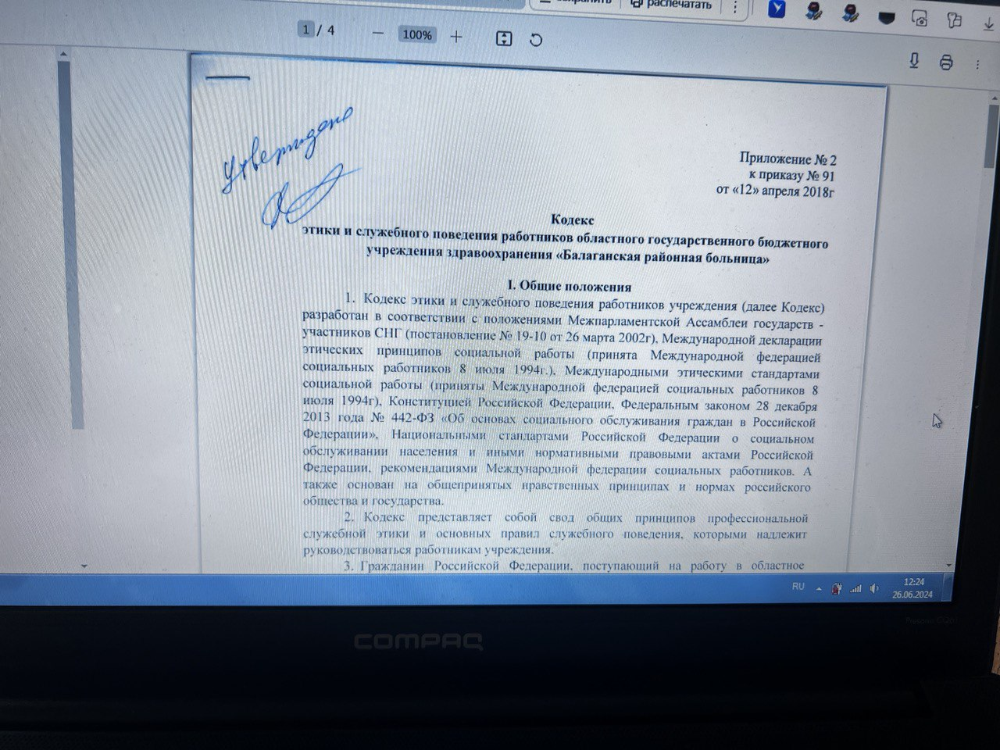 распечатать
1 / 4
100%
Утверждено
Приложение № 2
к приказу № 91
от «12» апреля 2018г
Кодекс
этики и служебного поведения работников областного государственного бюджетного
учреждения здравоохранения «Балаганская районная больница»
I. Общие положения
1. Кодекс этики и служебного поведения работников учреждения (далее Кодекс)
разработан в соответствии с положениями Межпарламентской Ассамблеи государств -
участников СНГ (постановление № 19-10 от 26 марта 2002г), Международной декларации
этических принципов социальной работы (принята Международной федерацией
социальных работников 8 июля 1994г.), Международными этическими стандартами
социальной работы (приняты Международной федерацией социальных работников 8
июля 1994г), Конституцией Российской Федерации, Федеральным законом 28 декабря
2013 года № 442-ФЗ «Об основах социального обслуживания граждан в Российской
Федерации», Национальными стандартами Российской Федерации о социальном
обслуживании населения и иными нормативными правовыми актами Российской
Федерации, рекомендациями Международной федерации социальных работников. А
также основан на общепринятых нравственных принципах и нормах российского
общества и государства.
2. Кодекс представляет собой свод общих принципов профессиональной
служебной этики и основных правил служебного поведения, которыми надлежит
руководствоваться работникам учреждения.
3. Гражданин Российской Федерации, поступающий на работу в областное
RU
12:24
26.06.2024
COMPAQ